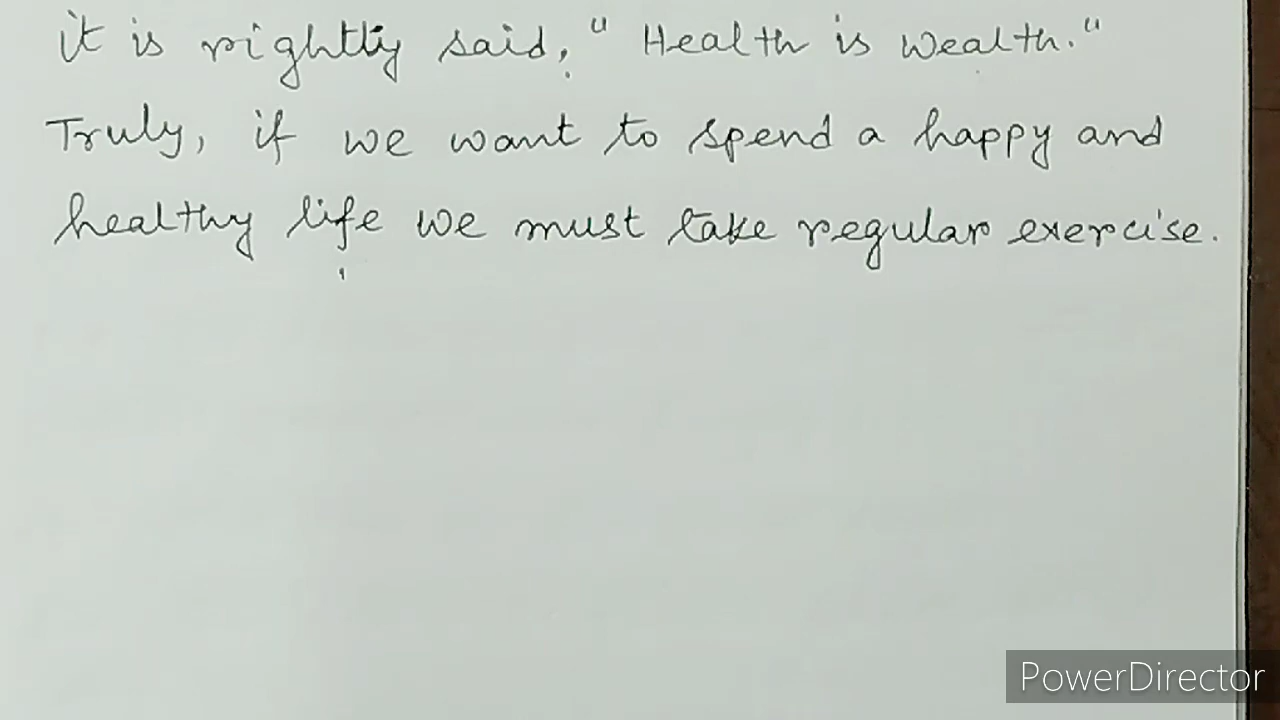 it is rightly said, "Health is wealth."
Truly, if we want to spend a happy and
healthy life we must take regular exercise.
PowerDirector